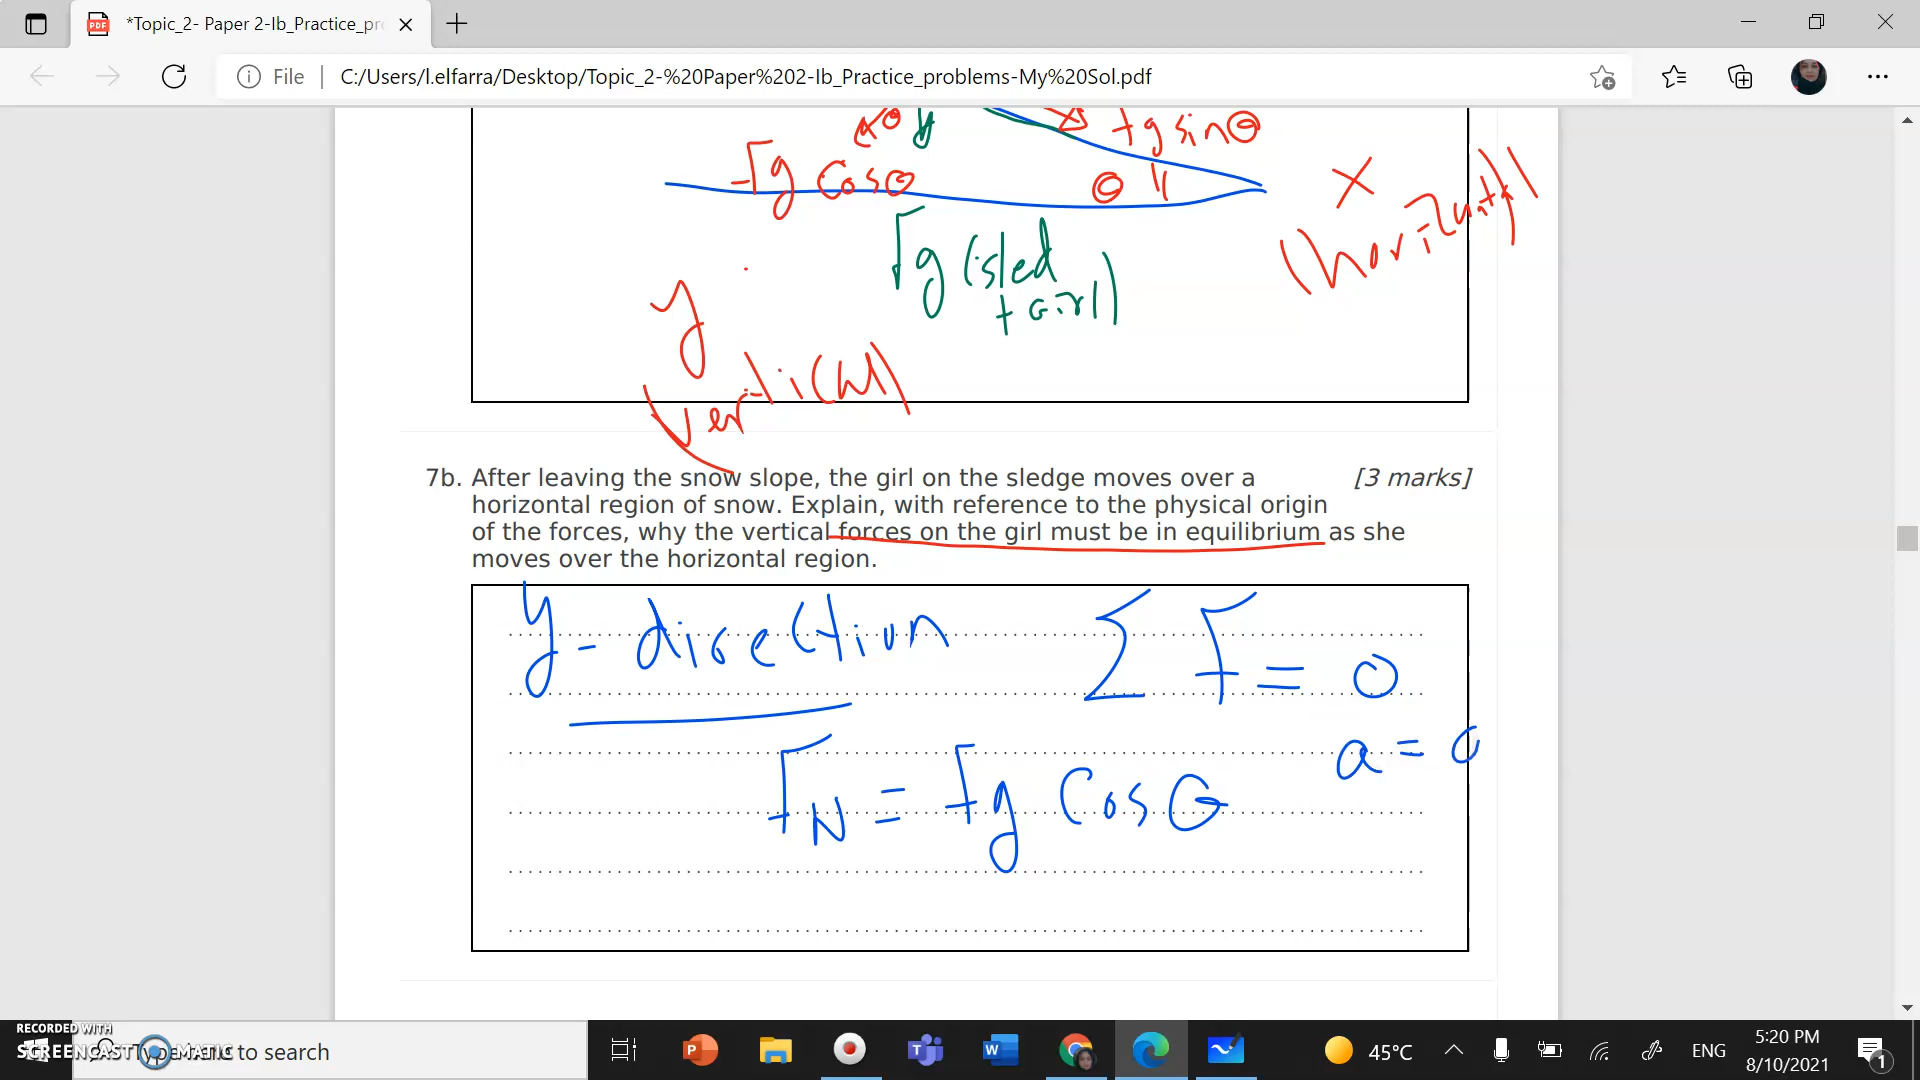 *Topic_2- Paper 2-Ib_Practice_pr
File
C:/Users/l.elfarra/Desktop/Topic_2-%20Paper%202-Ib_Practice_problems-My%20Sol.pdf
Fg sinθ
Fg cosθ
θ
x
(horizontal)
Fg (sled
+ Girl)
y
vertical)
7b. After leaving the snow slope, the girl on the sledge moves over a [3 marks]
horizontal region of snow. Explain, with reference to the physical origin
of the forces, why the vertical forces on the girl must be in equilibrium as she
moves over the horizontal region.
y - direction Σ F = 0
a = 0
FN = Fg Cos θ
RECORDED WITH
SCREENCAST MATIC
Type here to search
45°C
ENG
5:20 PM
8/10/2021
1